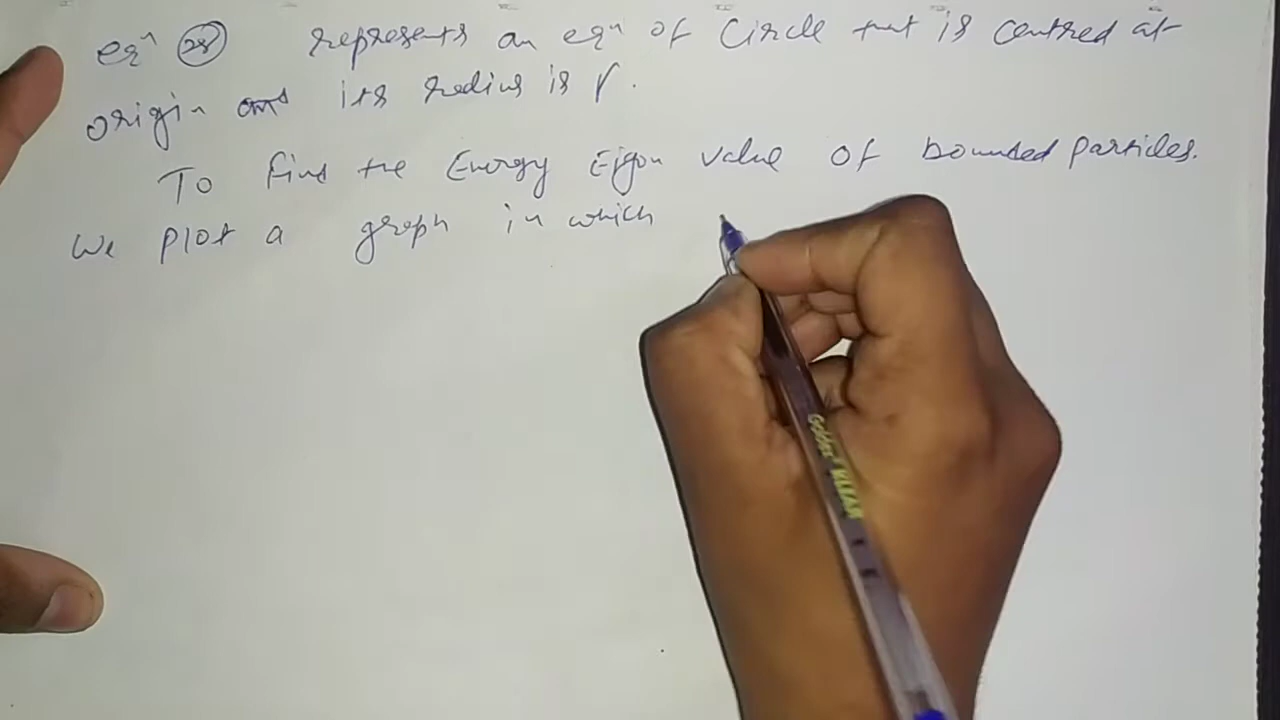 eqⁿ 28 represents an eqⁿ of Circle that is centred at
origin and its radius is r.
To find the Energy Eigen value of bounded particles.
We plot a graph in which